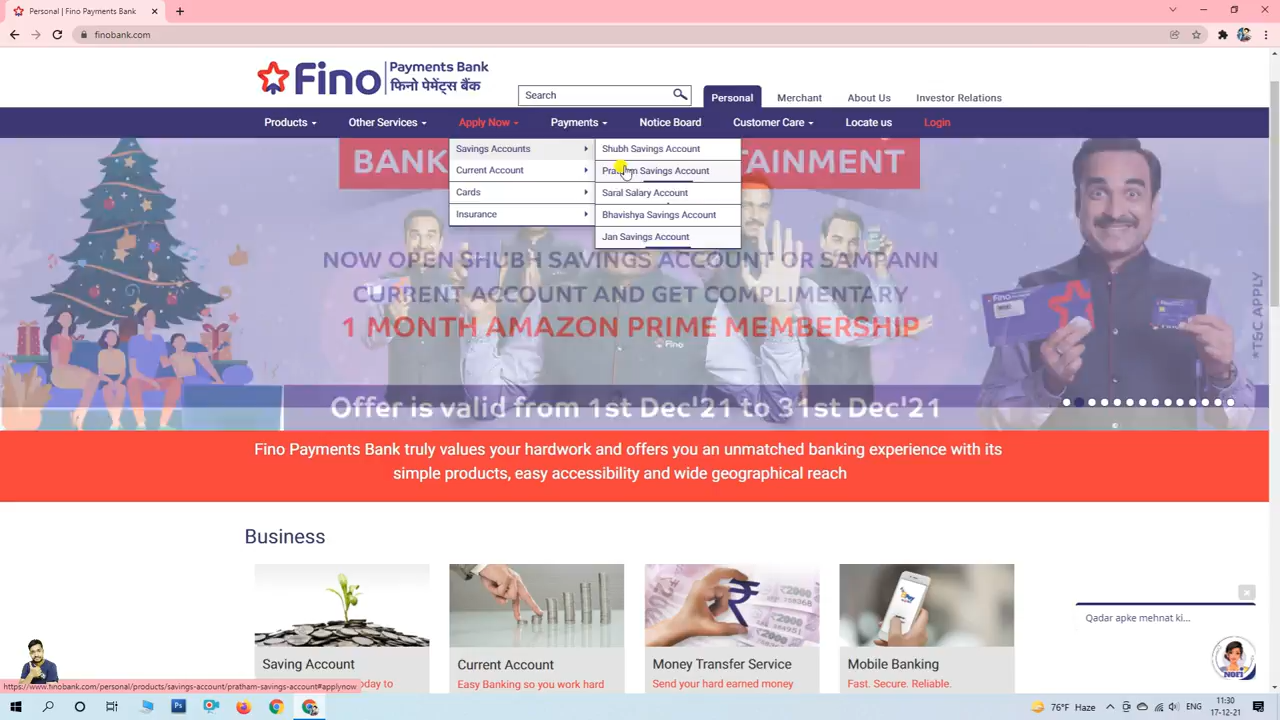 Personal | Fino Payments Bank
finobank.com
Fino
Payments Bank
फिनो पेमेंट्स बैंक
Search
Personal
Merchant
About Us
Investor Relations
Products
Other Services
Apply Now
Payments
Notice Board
Customer Care
Locate us
Login
Savings Accounts
Shubh Savings Account
Current Account
Savings Account
Cards
Saral Salary Account
Insurance
Bhavishya Savings Account
Jan Savings Account
NOW OPEN SHUBH SAVINGS ACCOUNT OR SAMPANN
CURRENT ACCOUNT AND GET COMPLIMENTARY
1 MONTH AMAZON PRIME MEMBERSHIP
Fino
*T&C APPLY
Offer is valid from 1st Dec'21 to 31st Dec'21
Fino Payments Bank truly values your hardwork and offers you an unmatched banking experience with its
simple products, easy accessibility and wide geographical reach
Business
Saving Account
Current Account
Money Transfer Service
Mobile Banking
Easy Banking so you work hard
Send your hard earned money
Fast. Secure. Reliable.
Qadar apke mehnat ki...
https://www.finobank.com/personal/products/savings-account/pratham-savings-account#applynow
76°F Haze
ENG
11:30
17-12-21